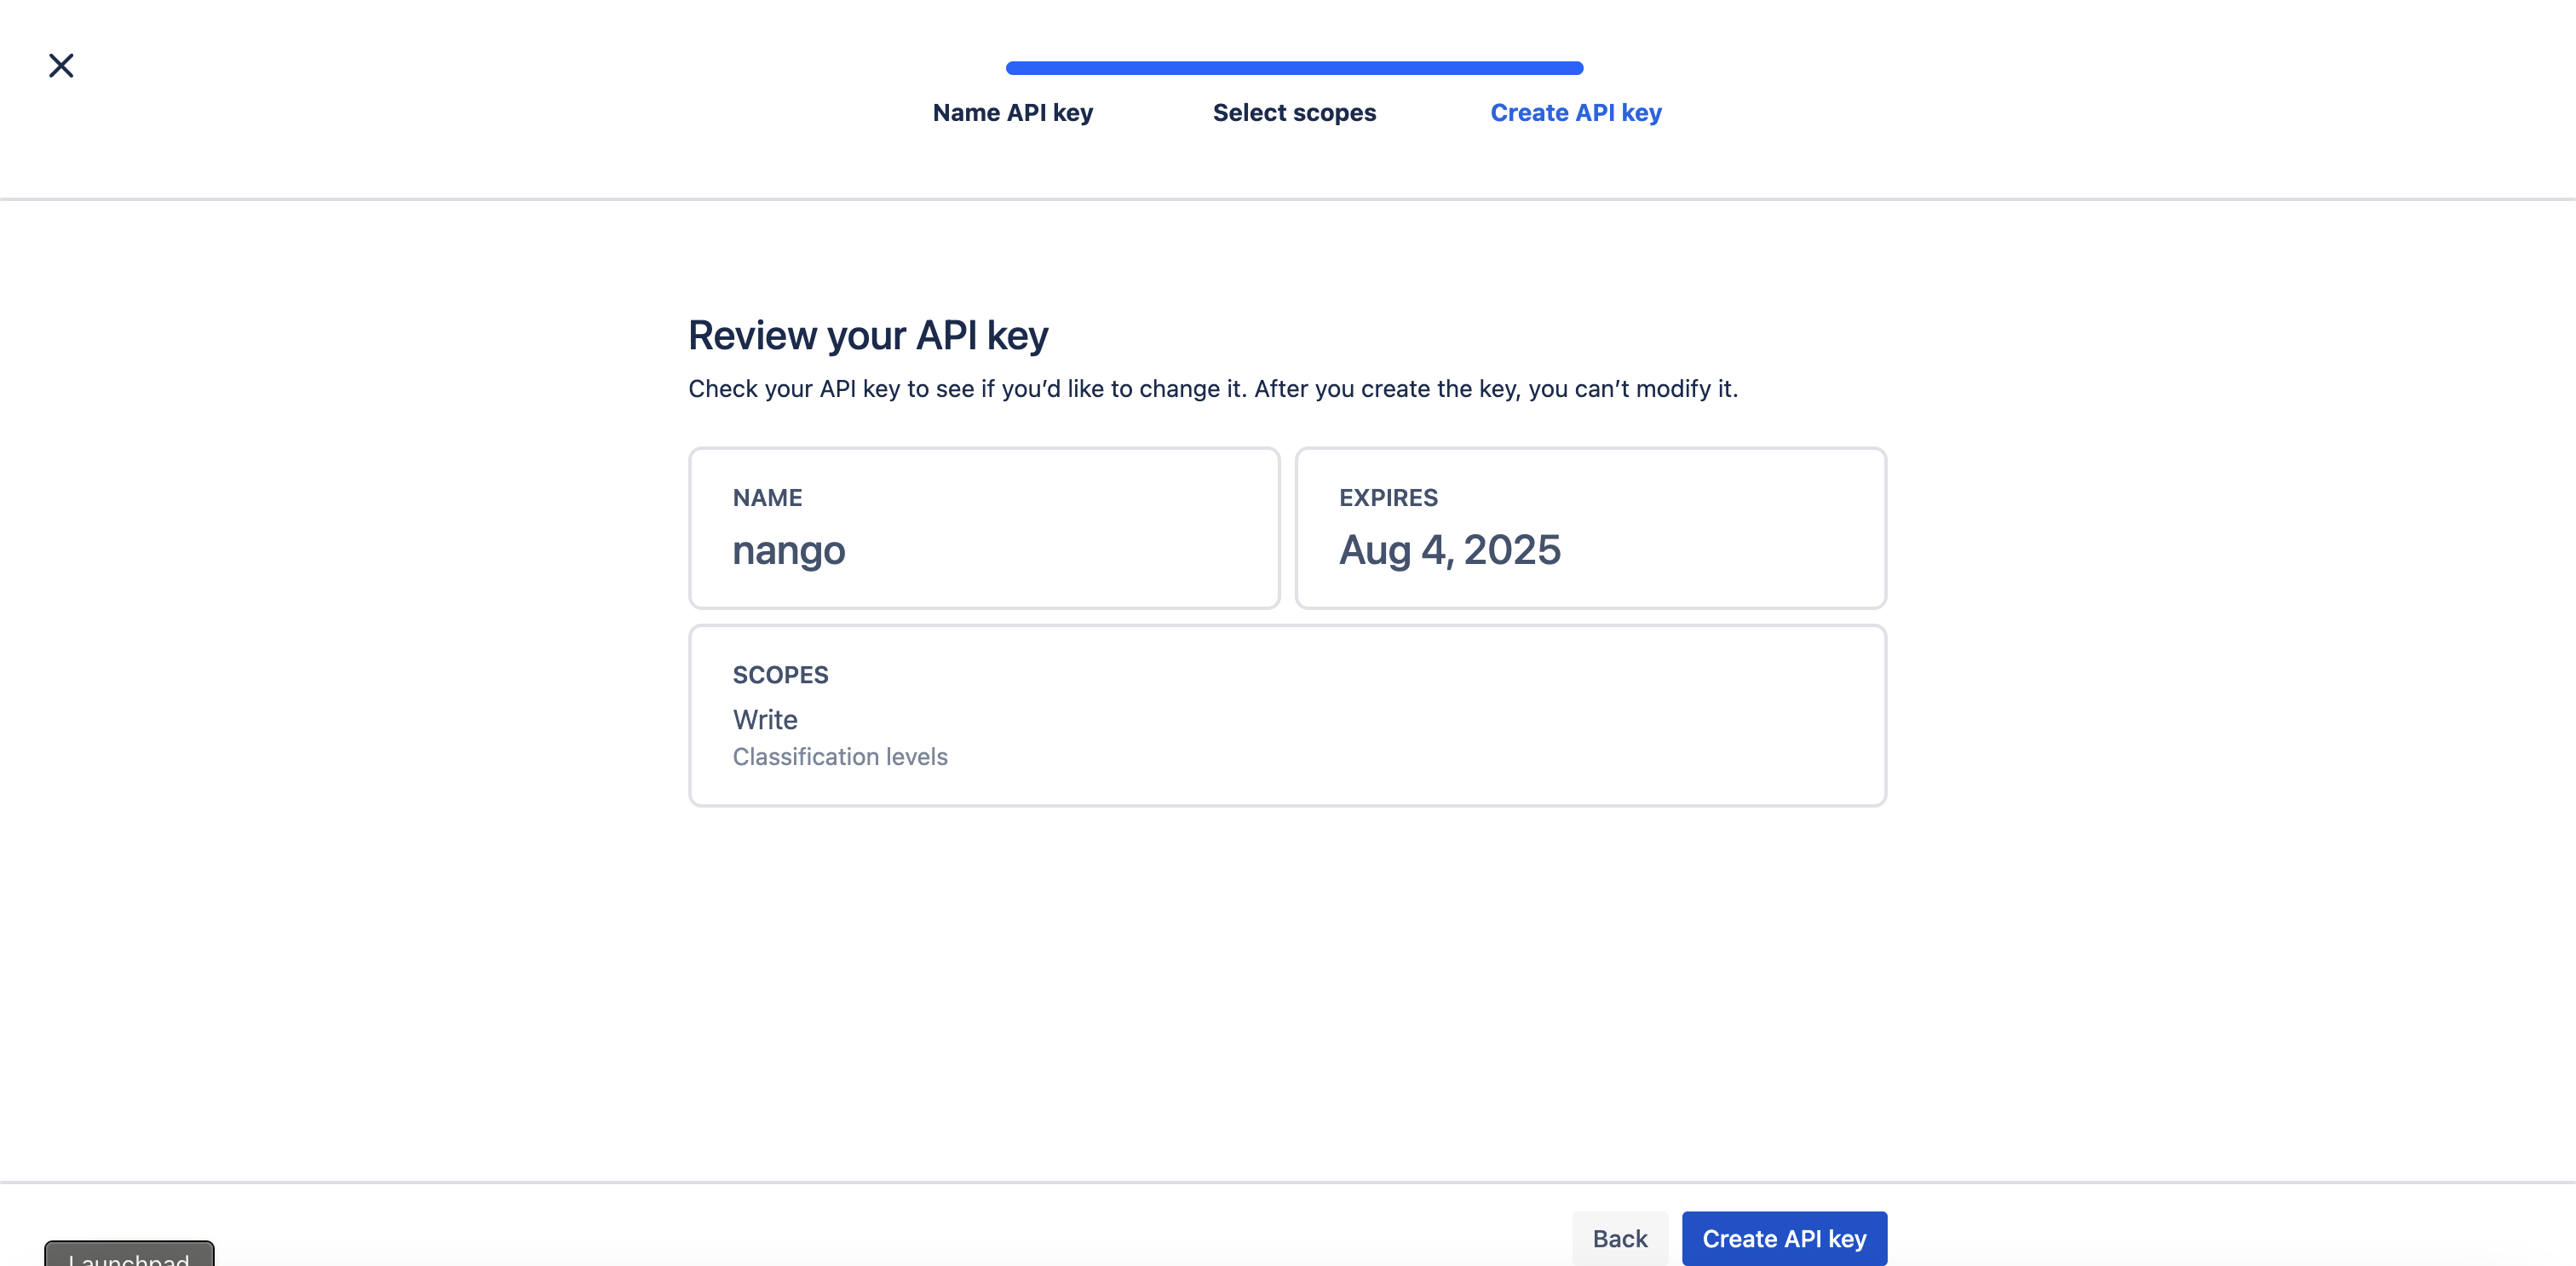 Name API key
Select scopes
Create API key
Review your API key
Check your API key to see if you’d like to change it. After you create the key, you can’t modify it.
NAME
nango
EXPIRES
Aug 4, 2025
SCOPES
Write
Classification levels
Back
Create API key
Launchpad